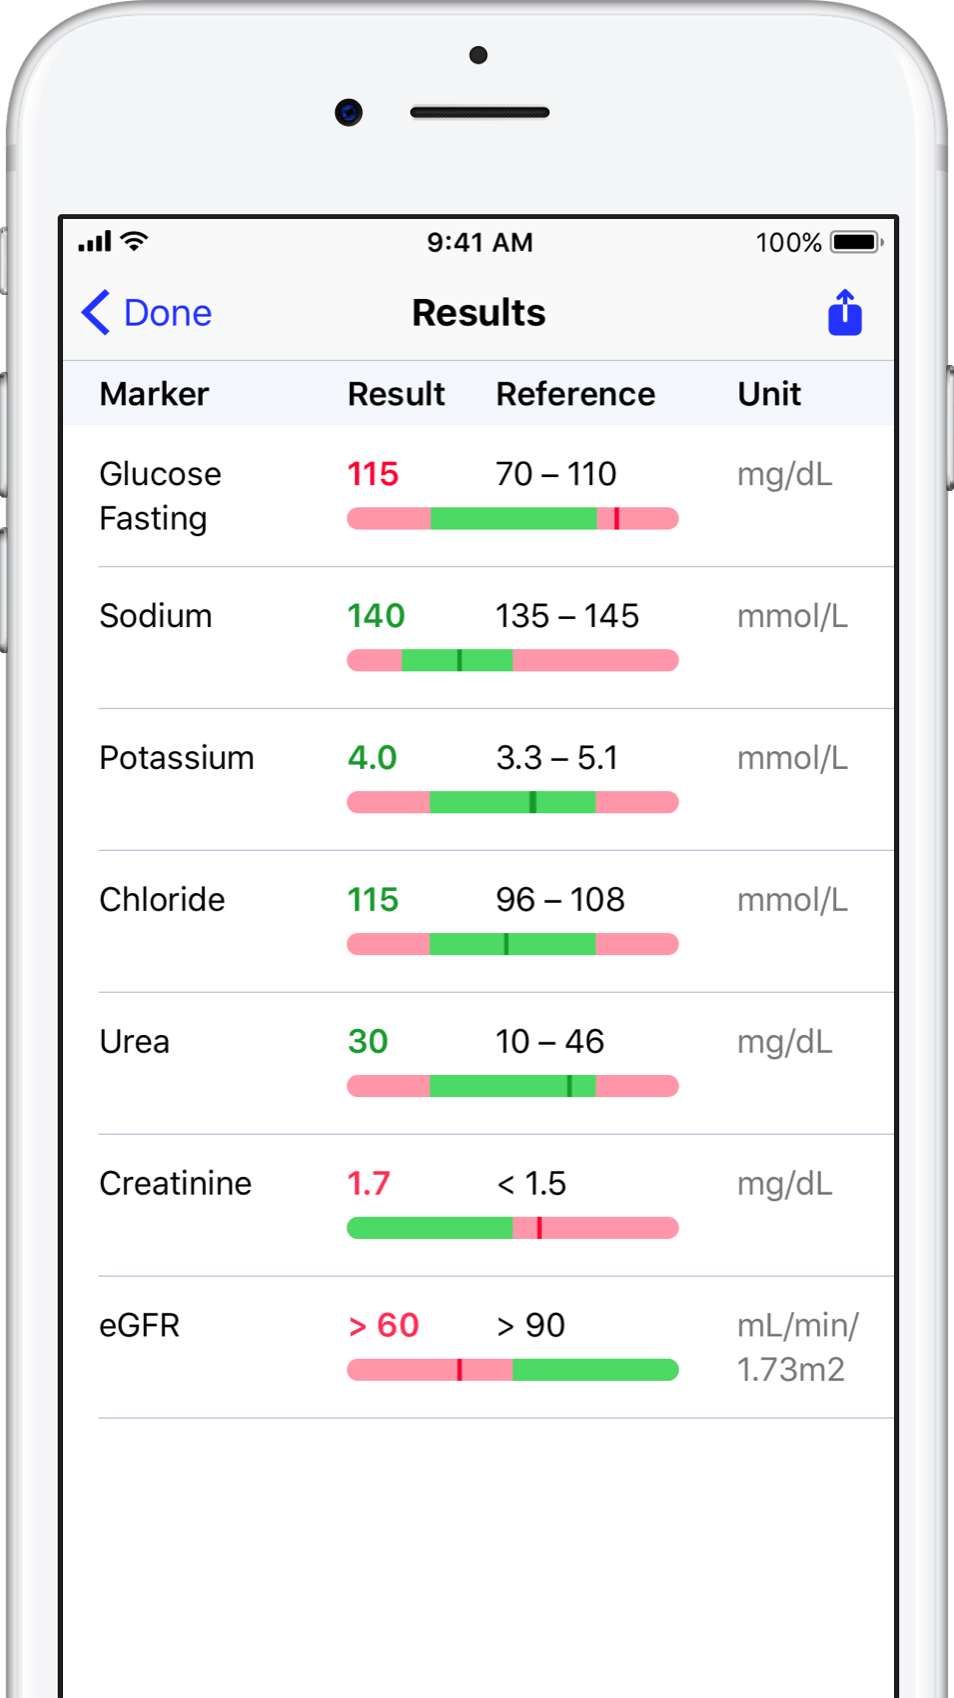 9:41 AM 100%
Done Results
Marker Result Reference Unit
Glucose 115 70 – 110 mg/dL
Fasting
Sodium 140 135 – 145 mmol/L
Potassium 4.0 3.3 – 5.1 mmol/L
Chloride 115 96 – 108 mmol/L
Urea 30 10 – 46 mg/dL
Creatinine 1.7 < 1.5 mg/dL
eGFR > 60 > 90 mL/min/
1.73m2